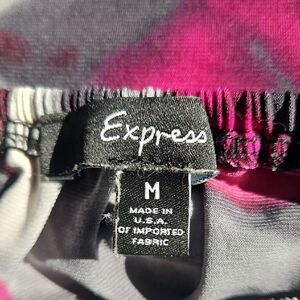 Express
M
MADE IN
U.S.A.
OF IMPORTED
FABRIC